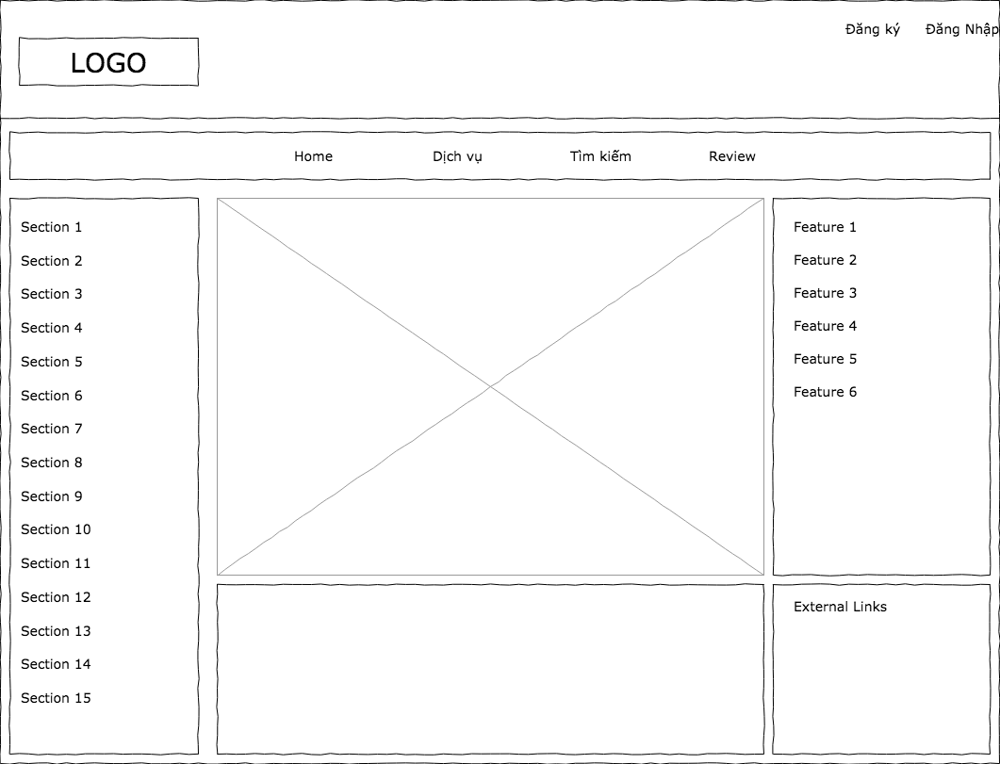 Đăng ký Đăng Nhập
LOGO
Home Dịch vụ Tìm kiếm Review
Section 1
Section 2
Section 3
Section 4
Section 5
Section 6
Section 7
Section 8
Section 9
Section 10
Section 11
Section 12
Section 13
Section 14
Section 15
Feature 1
Feature 2
Feature 3
Feature 4
Feature 5
Feature 6
External Links